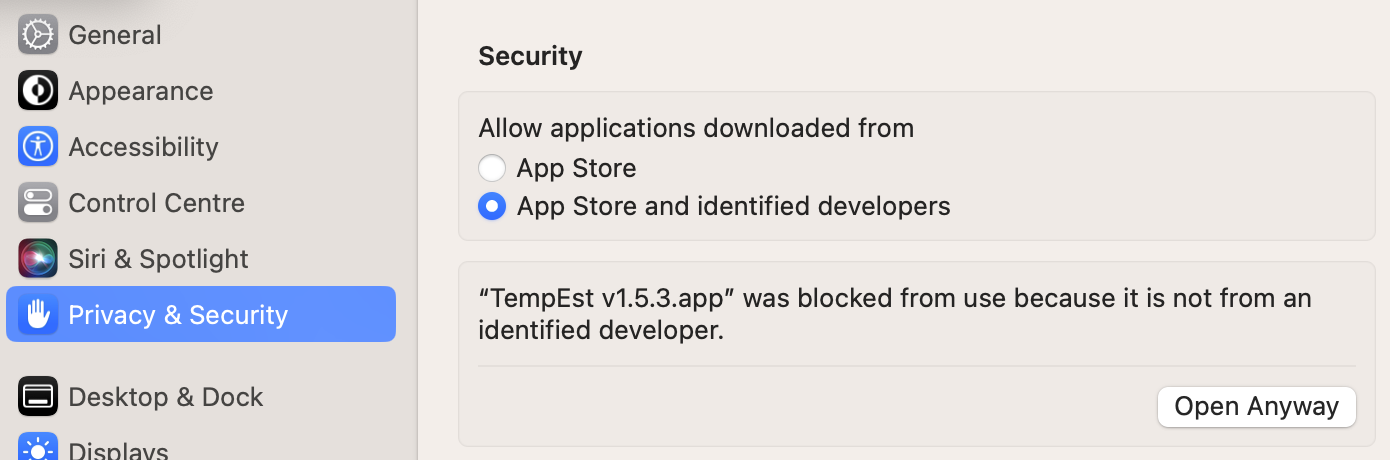 General
Appearance
Accessibility
Control Centre
Siri & Spotlight
Privacy & Security
Desktop & Dock
Displays
Security
Allow applications downloaded from
App Store
App Store and identified developers
“TempEst v1.5.3.app” was blocked from use because it is not from an
identified developer.
Open Anyway